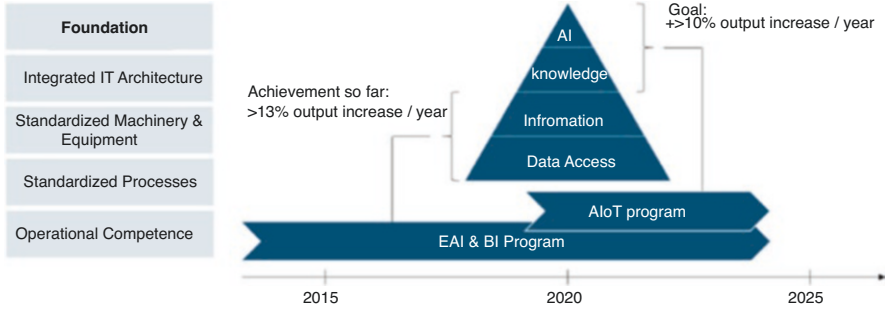 Foundation
Integrated IT Architecture
Standardized Machinery &
Equipment
Standardized Processes
Operational Competence
Achievement so far:
>13% output increase / year
Goal:
+>10% output increase / year
AI
knowledge
Infromation
Data Access
AIoT program
EAI & BI Program
2015
2020
2025